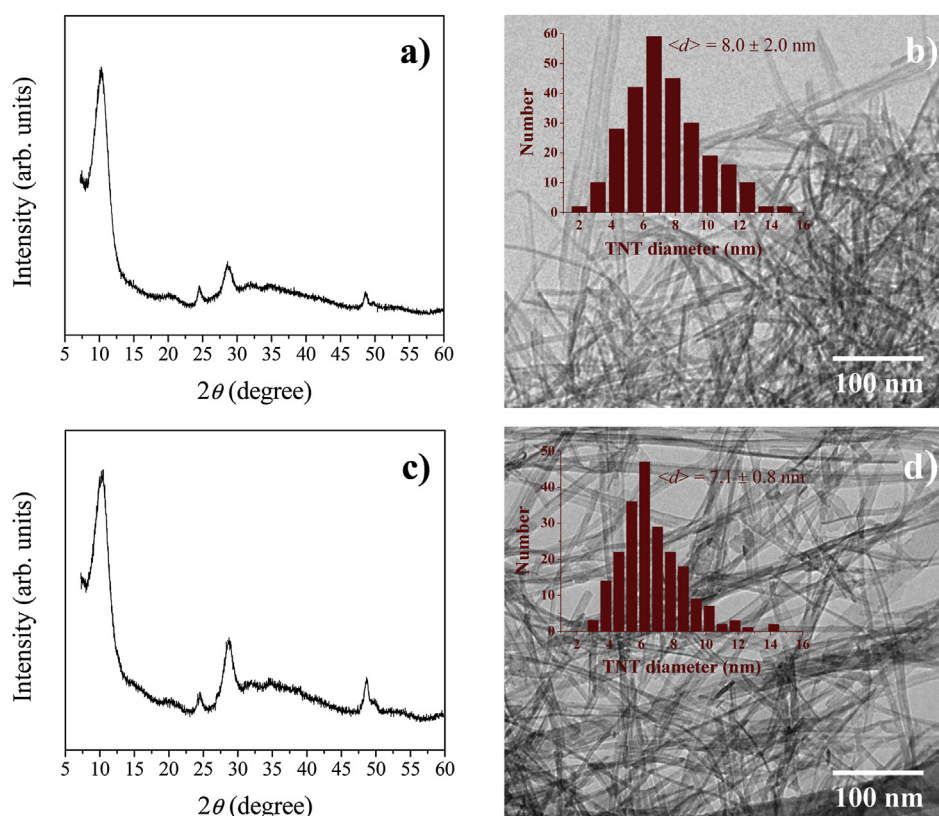 a)
Intensity (arb. units)
5 10 15 20 25 30 35 40 45 50 55 60
2θ (degree)
b)
<d> = 8.0 ± 2.0 nm
Number
60
50
40
30
20
10
0
2 4 6 8 10 12 14 16
TNT diameter (nm)
100 nm
c)
Intensity (arb. units)
5 10 15 20 25 30 35 40 45 50 55 60
2θ (degree)
d)
<d> = 7.1 ± 0.8 nm
Number
50
40
30
20
10
0
2 4 6 8 10 12 14 16
TNT diameter (nm)
100 nm